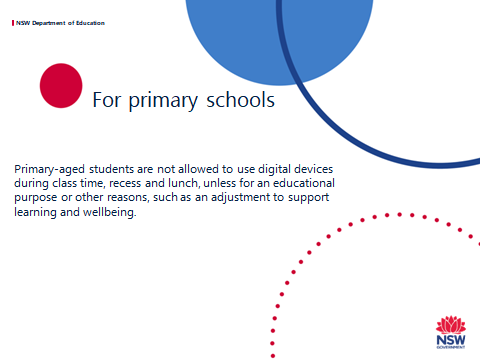 NSW Department of Education
For primary schools
Primary-aged students are not allowed to use digital devices
during class time, recess and lunch, unless for an educational
purpose or other reasons, such as an adjustment to support
learning and wellbeing.
NSW
GOVERNMENT